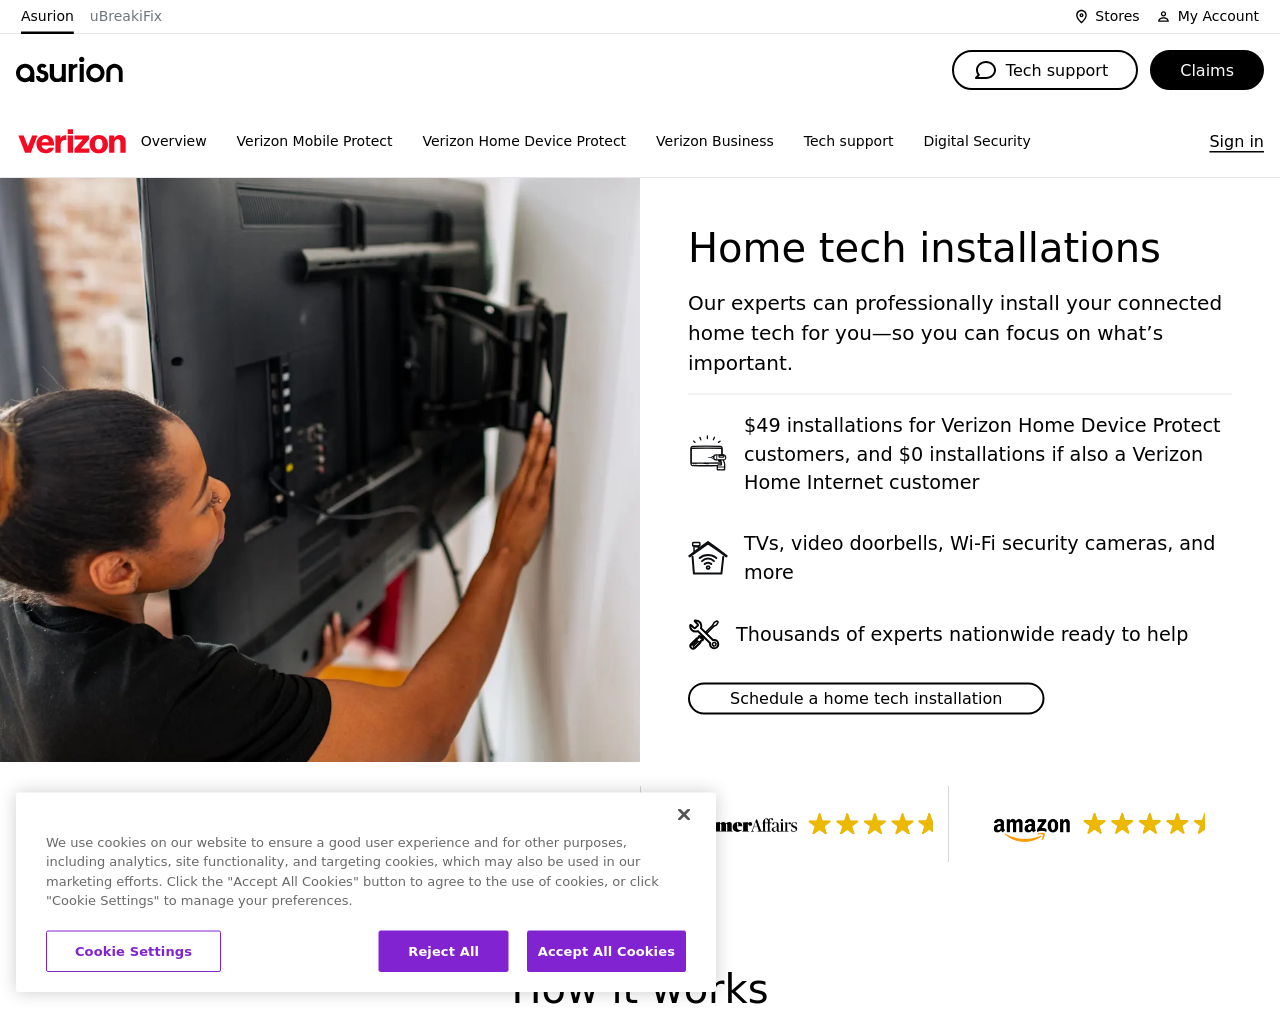 Asurion uBreakiFix Stores My Account
asurion Tech support Claims
verizon Overview Verizon Mobile Protect Verizon Home Device Protect Verizon Business Tech support Digital Security Sign in
Home tech installations
Our experts can professionally install your connected
home tech for you—so you can focus on what’s
important.
$49 installations for Verizon Home Device Protect
customers, and $0 installations if also a Verizon
Home Internet customer
TVs, video doorbells, Wi-Fi security cameras, and
more
Thousands of experts nationwide ready to help
Schedule a home tech installation
merAffairs amazon
We use cookies on our website to ensure a good user experience and for other purposes,
including analytics, site functionality, and targeting cookies, which may also be used in our
marketing efforts. Click the "Accept All Cookies" button to agree to the use of cookies, or click
"Cookie Settings" to manage your preferences.
Cookie Settings Reject All Accept All Cookies
How it works